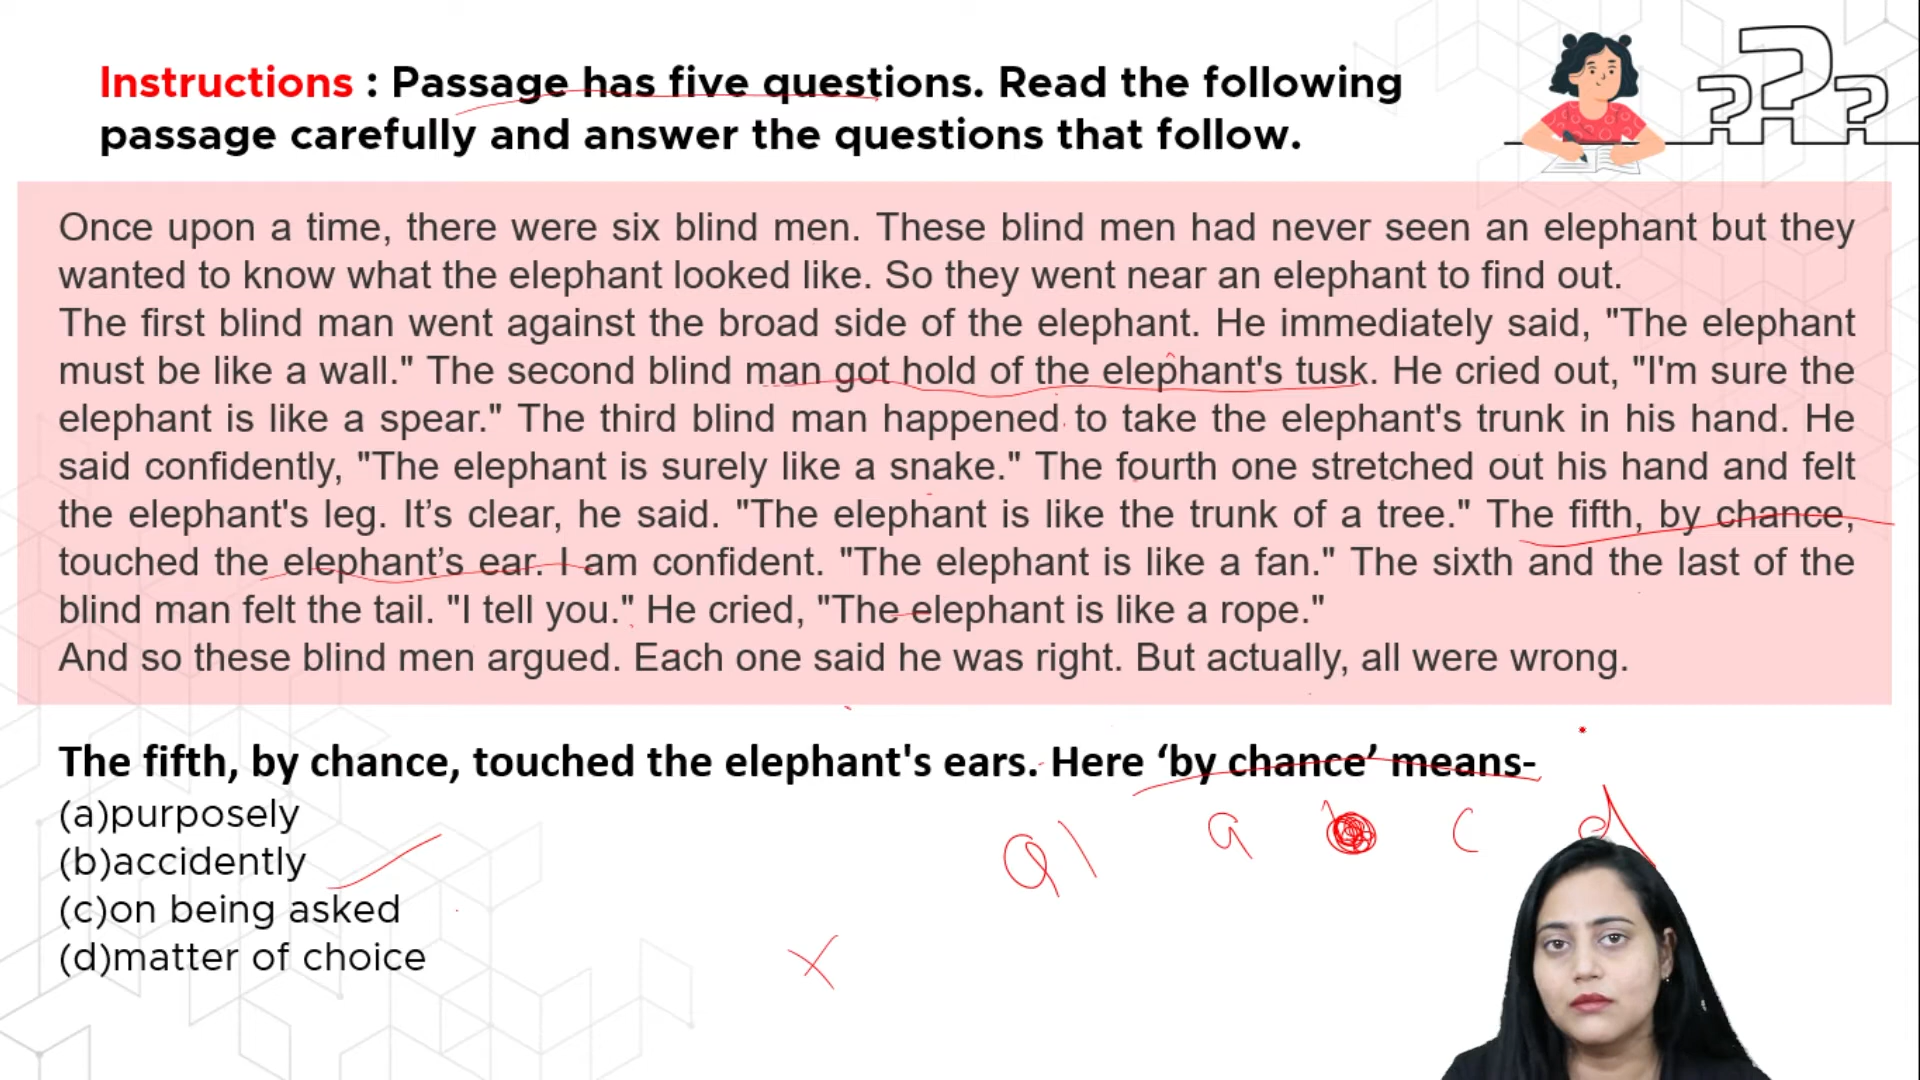 Instructions : Passage has five questions. Read the following
passage carefully and answer the questions that follow.
???
Once upon a time, there were six blind men. These blind men had never seen an elephant but they
wanted to know what the elephant looked like. So they went near an elephant to find out.
The first blind man went against the broad side of the elephant. He immediately said, "The elephant
must be like a wall." The second blind man got hold of the elephant's tusk. He cried out, "I'm sure the
elephant is like a spear." The third blind man happened to take the elephant's trunk in his hand. He
said confidently, "The elephant is surely like a snake." The fourth one stretched out his hand and felt
the elephant's leg. It’s clear, he said. "The elephant is like the trunk of a tree." The fifth, by chance,
touched the elephant’s ear. I am confident. "The elephant is like a fan." The sixth and the last of the
blind man felt the tail. "I tell you." He cried, "The elephant is like a rope."
And so these blind men argued. Each one said he was right. But actually, all were wrong.
The fifth, by chance, touched the elephant's ears. Here ‘by chance’ means-
(a)purposely
(b)accidently
(c)on being asked
(d)matter of choice
Q1 a b c d